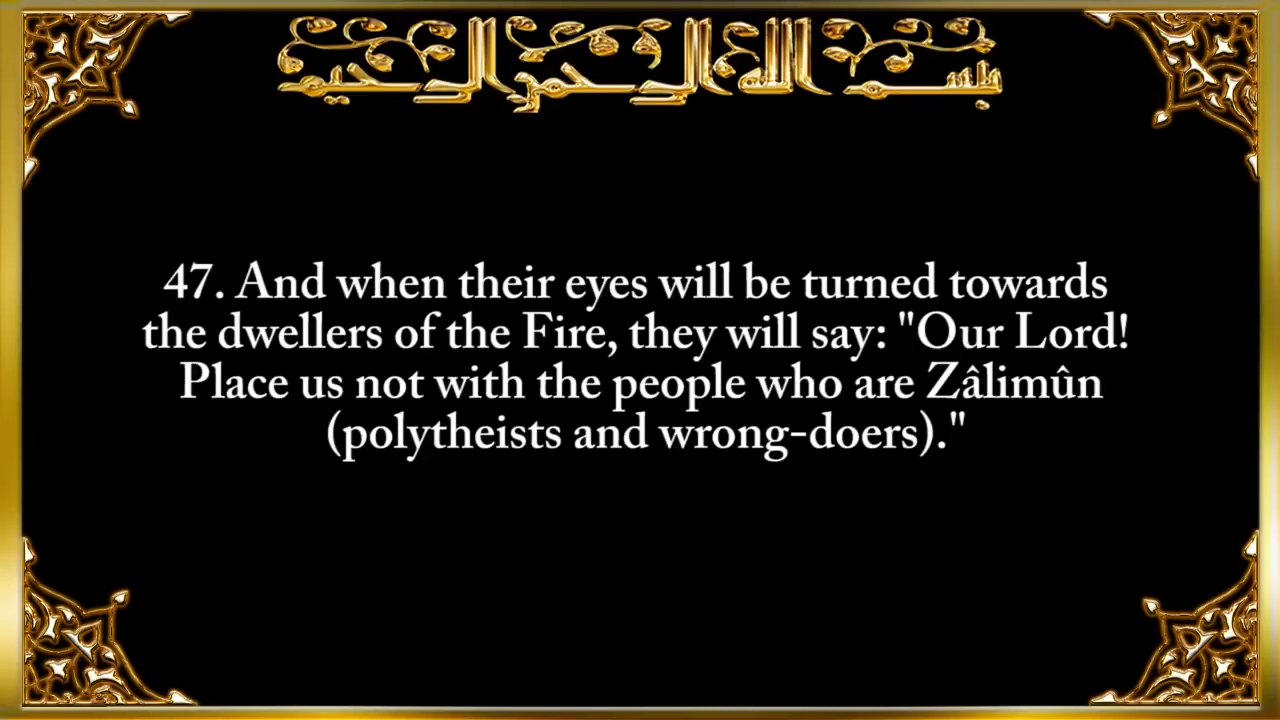 بسم الله الرحمن الرحيم
47. And when their eyes will be turned towards
the dwellers of the Fire, they will say: "Our Lord!
Place us not with the people who are Zâlimûn
(polytheists and wrong-doers)."